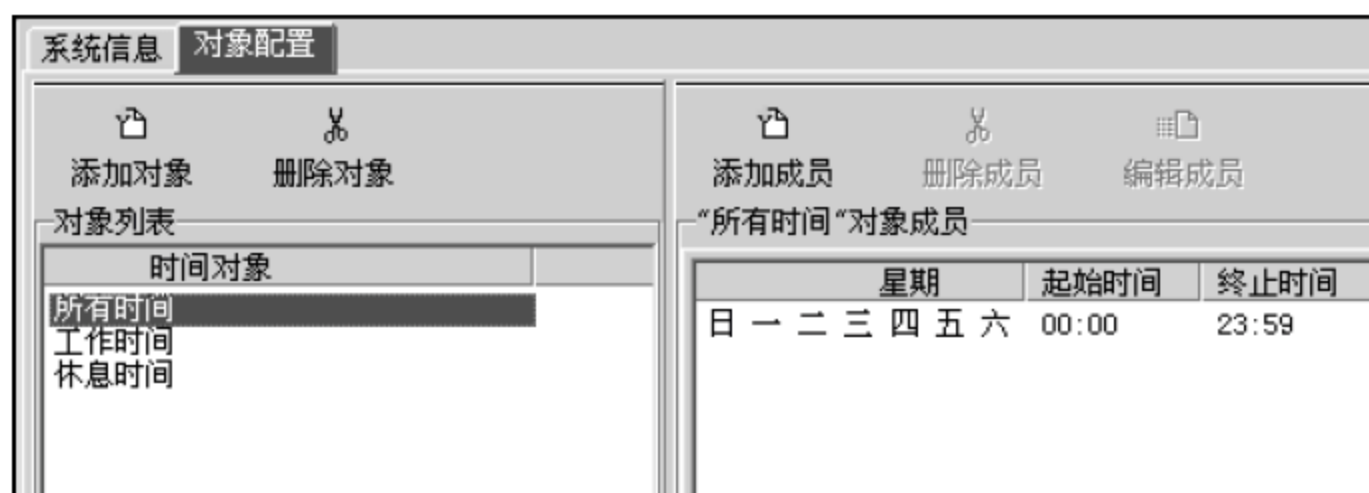 系统信息 对象配置
添加对象 删除对象
对象列表
时间对象
所有时间
工作时间
休息时间
添加成员 删除成员 编辑成员
“所有时间“对象成员
星期 起始时间 终止时间
日 一 二 三 四 五 六 00:00 23:59